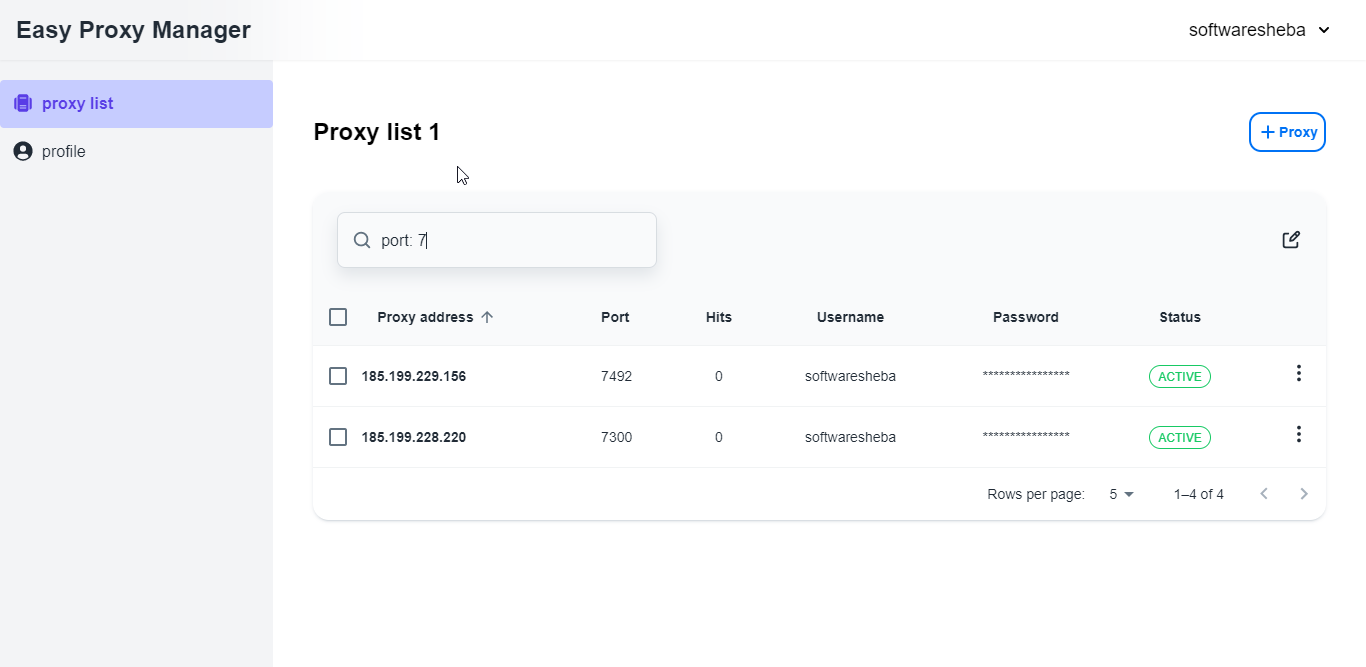 Easy Proxy Manager
softwaresheba
proxy list
profile
Proxy list 1
+ Proxy
port: 7
Proxy address Port Hits Username Password Status
185.199.229.156 7492 0 softwaresheba **************** ACTIVE
185.199.228.220 7300 0 softwaresheba **************** ACTIVE
Rows per page: 5 1–4 of 4